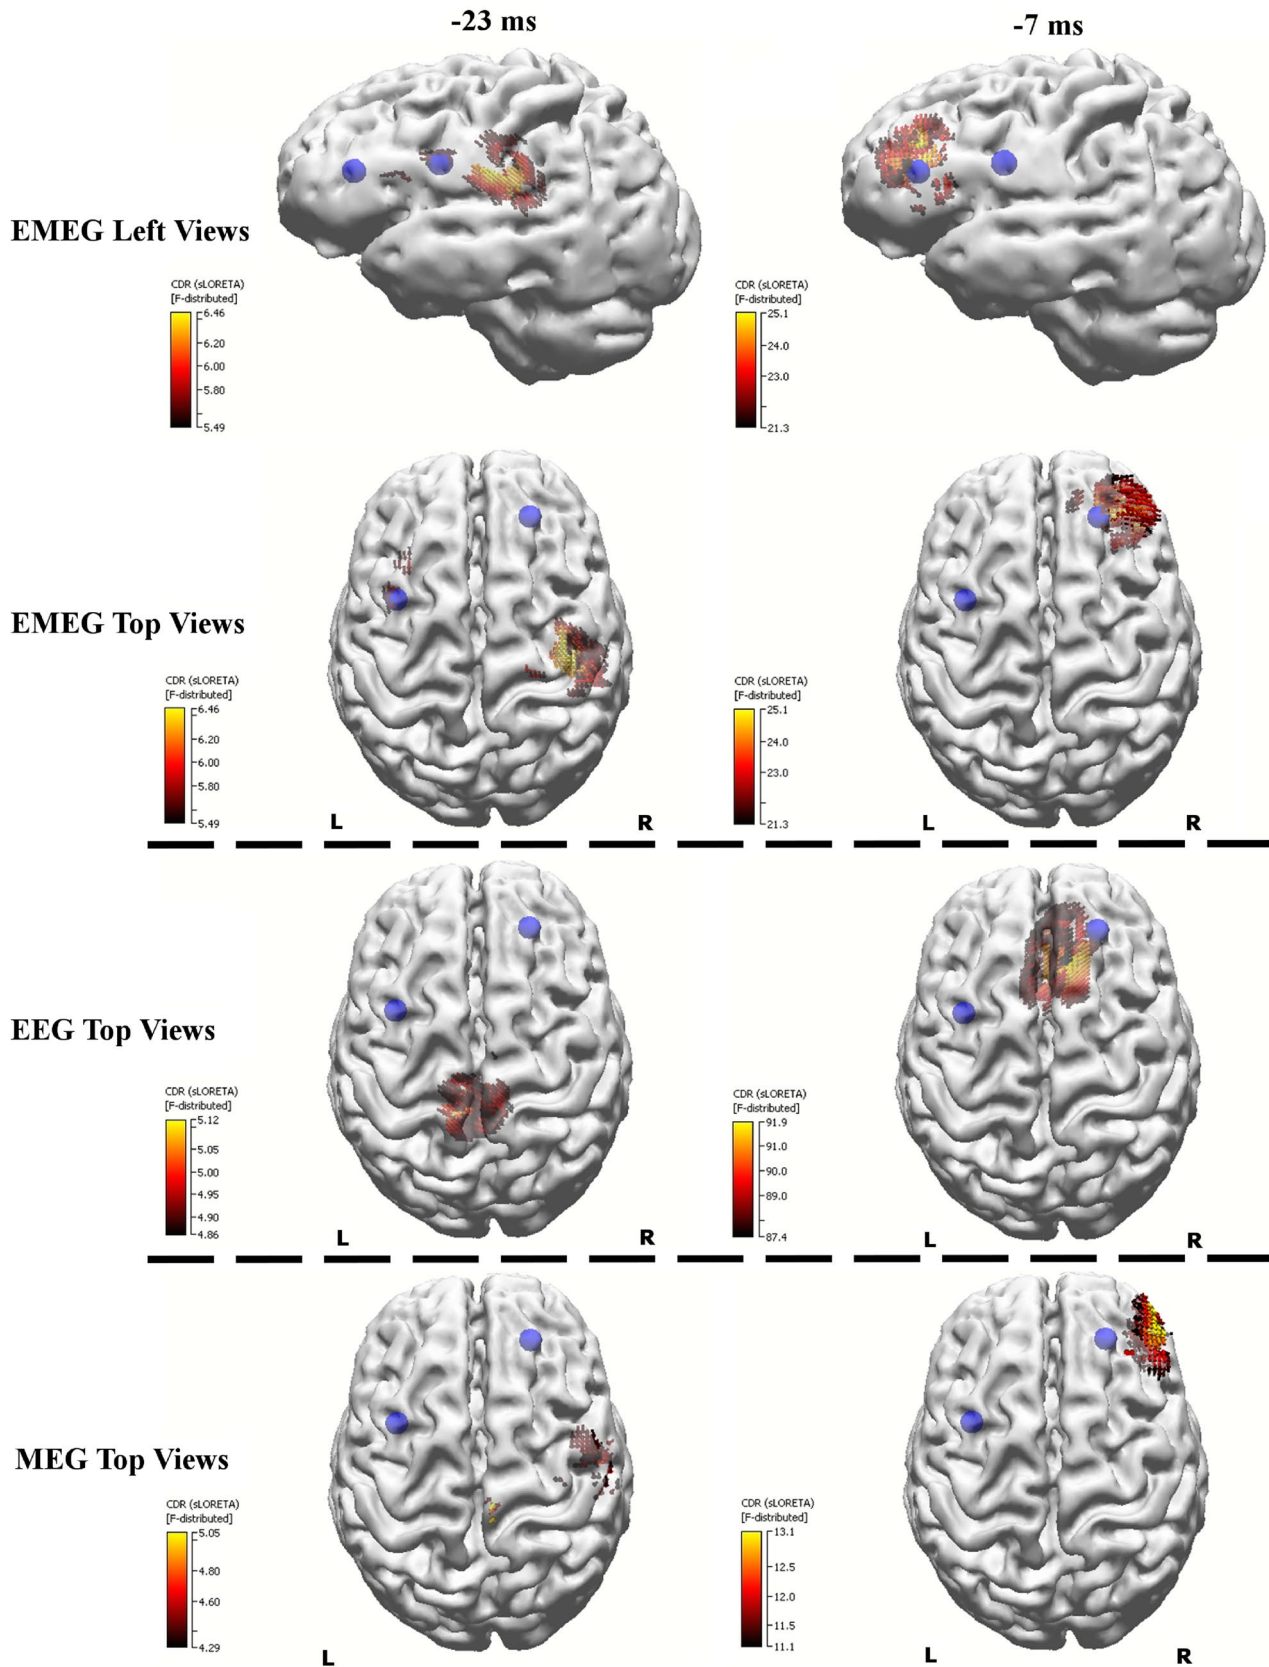 -23 ms
-7 ms
EMEG Left Views
CDR (sLORETA)
[F-distributed]
6.46
6.20
6.00
5.80
5.49
CDR (sLORETA)
[F-distributed]
25.1
24.0
23.0
21.3
EMEG Top Views
CDR (sLORETA)
[F-distributed]
6.46
6.20
6.00
5.80
5.49
L
R
CDR (sLORETA)
[F-distributed]
25.1
24.0
23.0
21.3
L
R
EEG Top Views
CDR (sLORETA)
[F-distributed]
5.12
5.05
5.00
4.95
4.90
4.86
L
R
CDR (sLORETA)
[F-distributed]
91.9
91.0
90.0
89.0
87.4
L
R
MEG Top Views
CDR (sLORETA)
[F-distributed]
5.05
4.80
4.60
4.29
L
CDR (sLORETA)
[F-distributed]
13.1
12.5
12.0
11.5
11.1
L
R